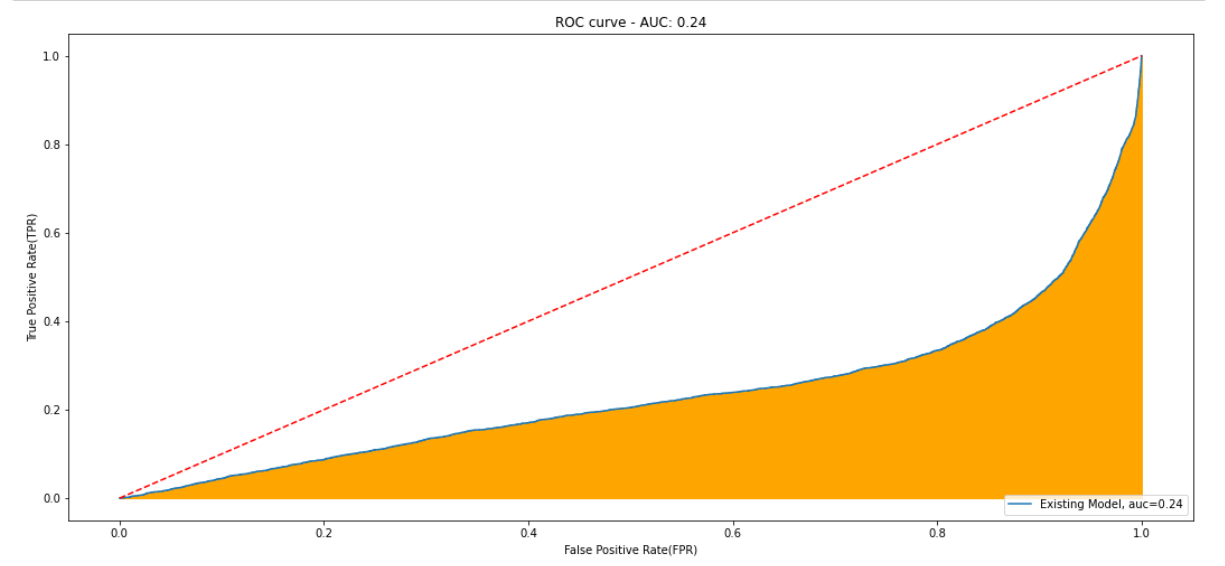 ROC curve - AUC: 0.24
1.0
0.8
0.6
0.4
0.2
0.0
True Positive Rate(TPR)
Existing Model, auc=0.24
0.0 0.2 0.4 0.6 0.8 1.0
False Positive Rate(FPR)